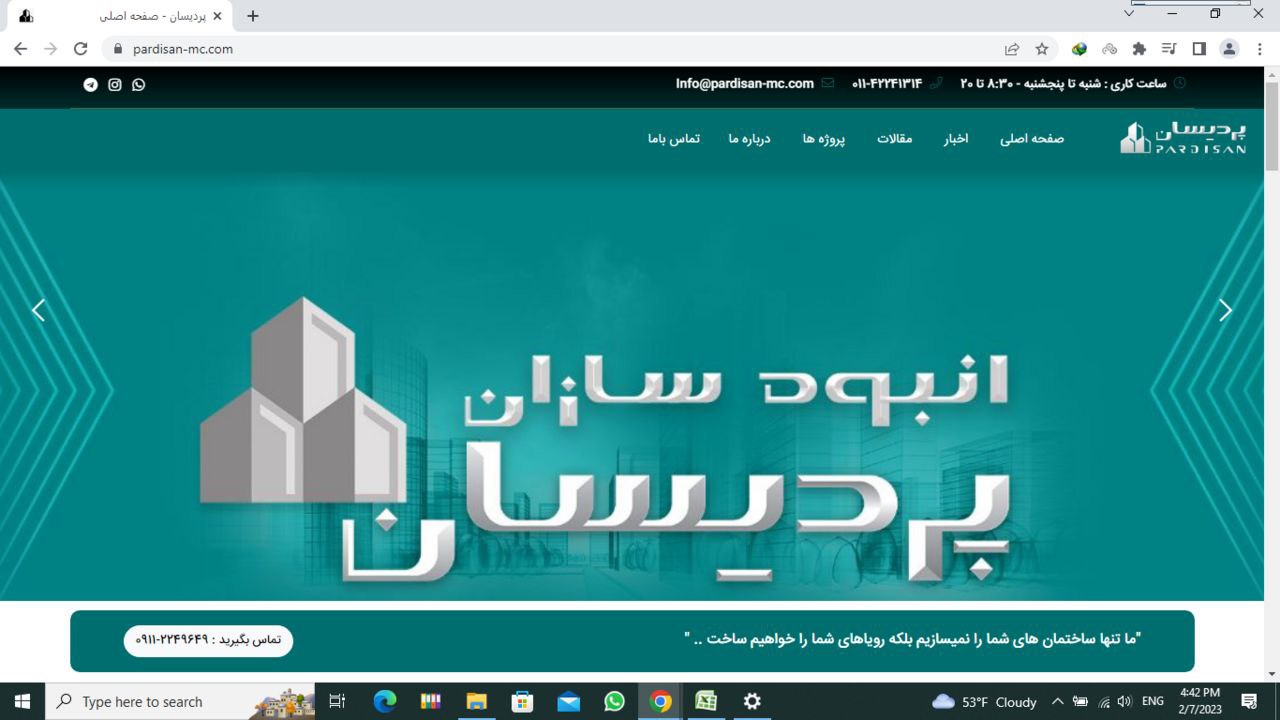 پردیسان - صفحه اصلی
pardisan-mc.com
ساعت کاری : شنبه تا پنجشنبه - ۸:۳۰ تا ۲۰
۰۱۱-۴۲۲۴۱۳۱۴
Info@pardisan-mc.com
پردیسان
PARDISAN
صفحه اصلی
اخبار
مقالات
پروژه ها
درباره ما
تماس باما
انبود سازان
پردیسان
"ما تنها ساختمان های شما را نمیسازیم بلکه رویاهای شما را خواهیم ساخت .. "
تماس بگیرید : ۰۹۱۱-۲۲۴۹۶۴۹
Type here to search
53°F Cloudy
ENG
4:42 PM
2/7/2023